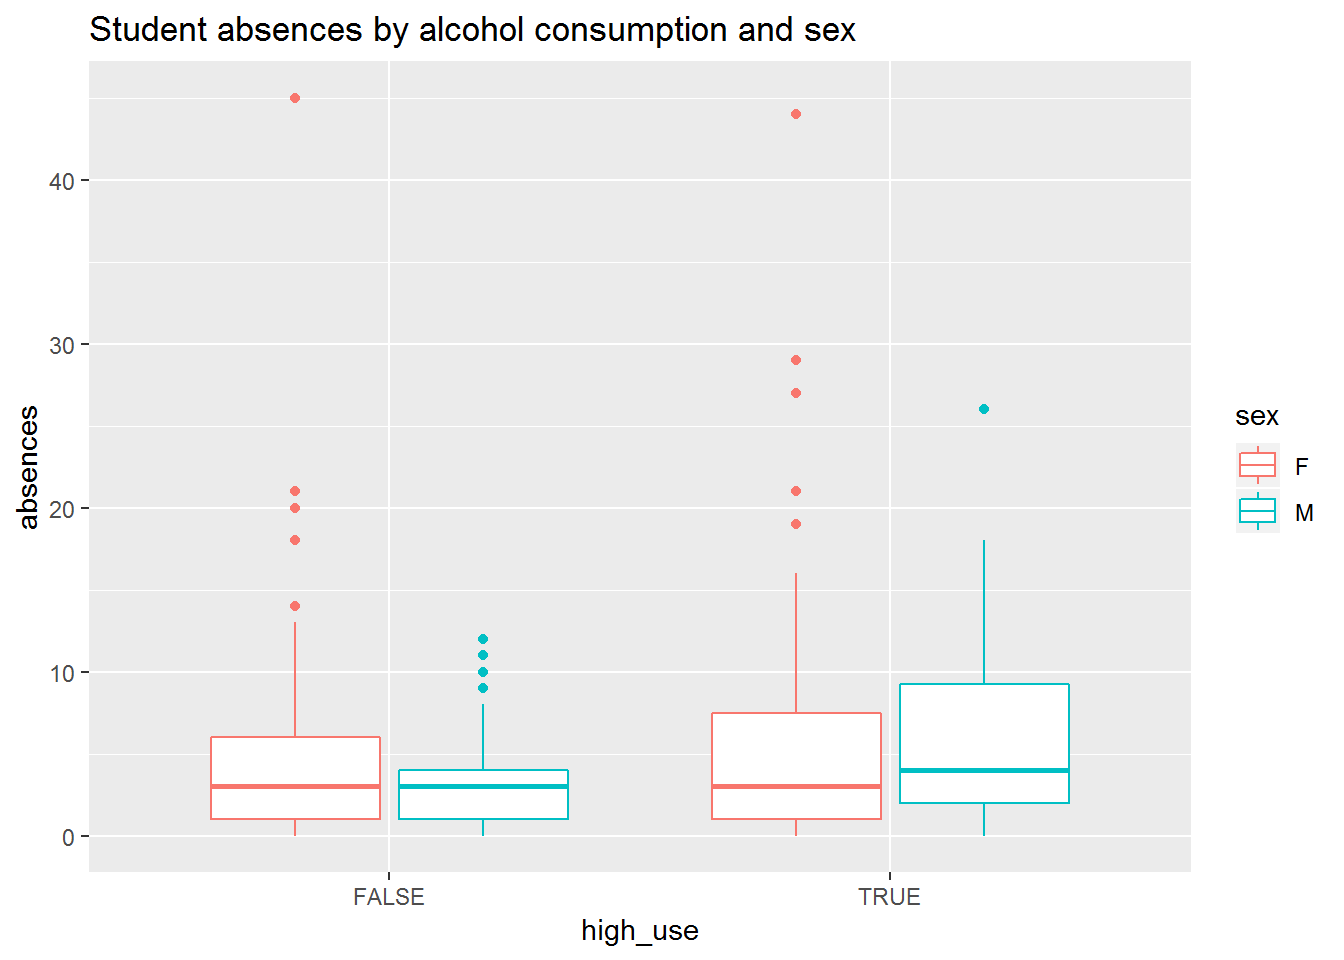 Student absences by alcohol consumption and sex
absences
40
30
20
10
0
FALSE
TRUE
high_use
sex
F
M